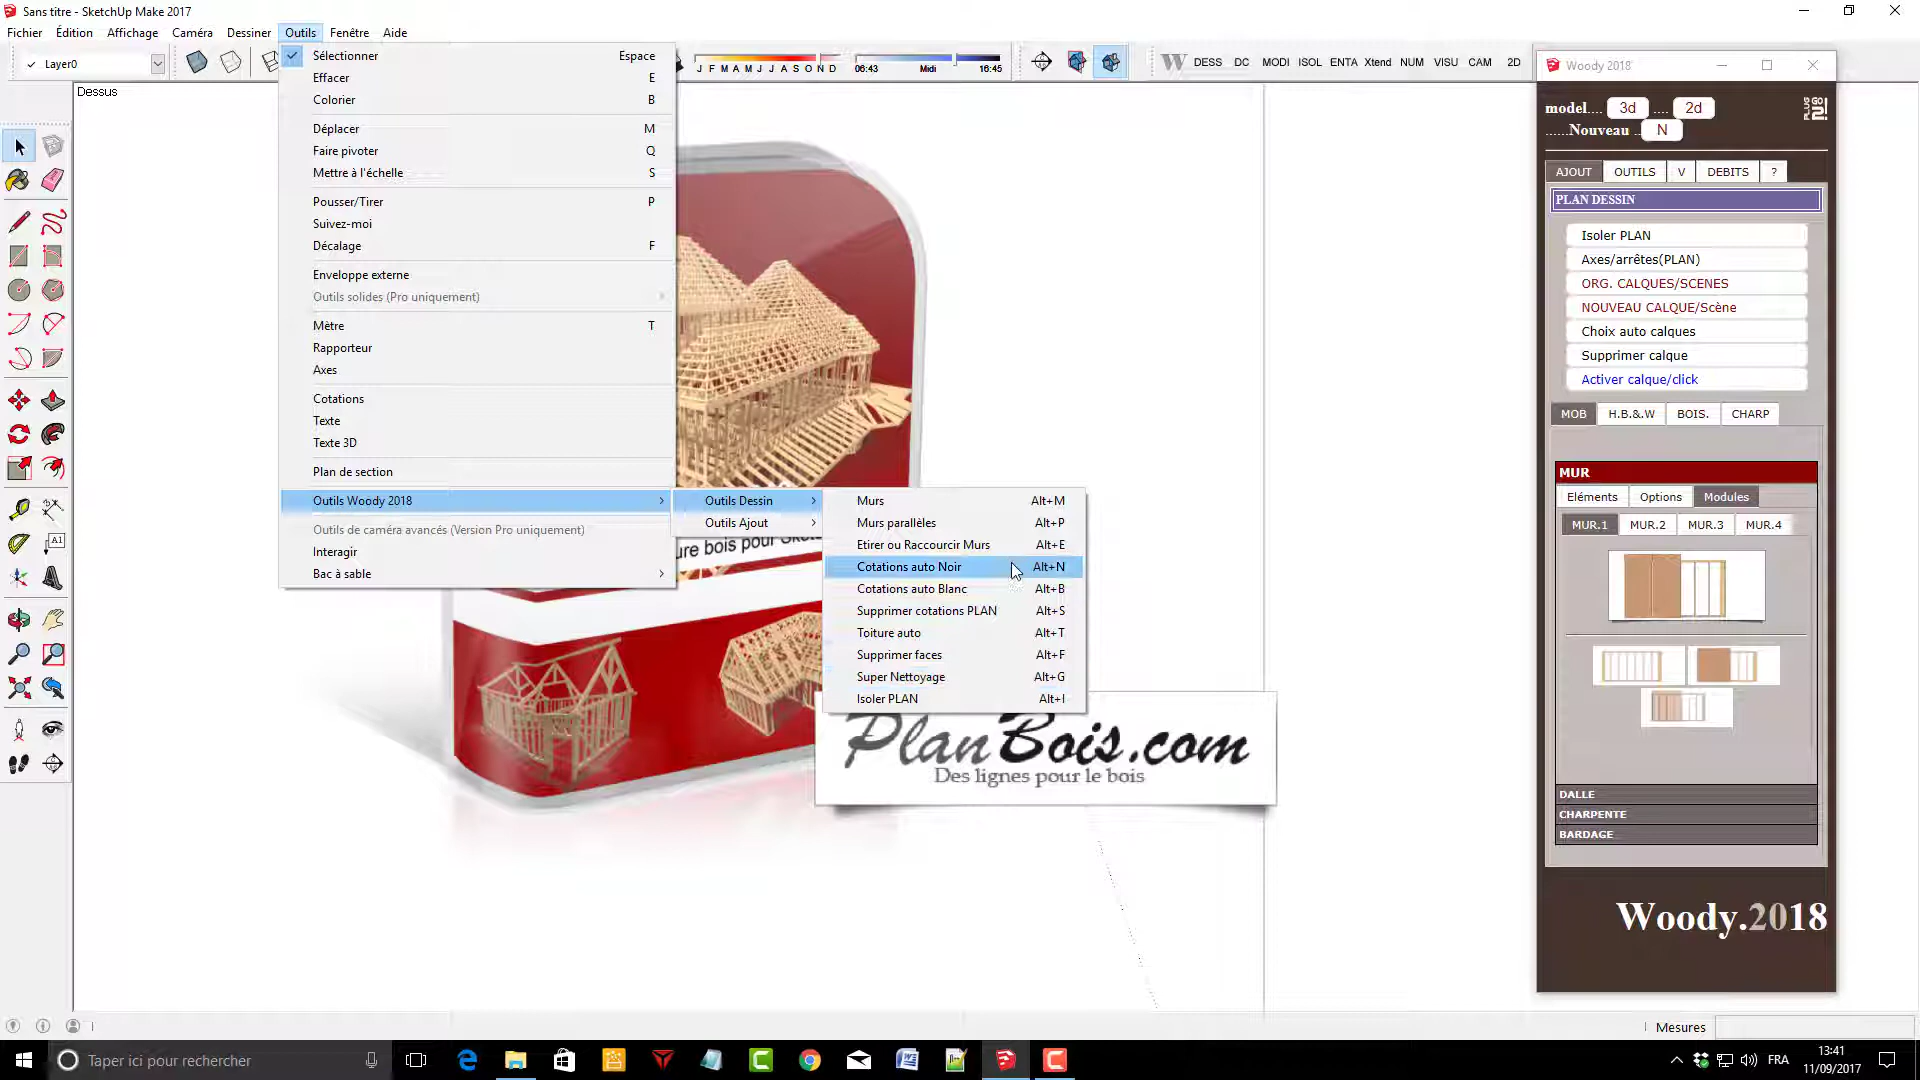 Sans titre - SketchUp Make 2017
Fichier Édition Affichage Caméra Dessiner Outils Fenêtre Aide
Layer0
J F M A M J J A S O N D 06:43 Midi 16:45
DESS DC MODI ISOL ENTA Xtend NUM VISU CAM 2D
Dessus
Sélectionner Espace
Effacer E
Colorier B
Déplacer M
Faire pivoter Q
Mettre à l'échelle S
Pousser/Tirer P
Suivez-moi
Décalage F
Enveloppe externe
Outils solides (Pro uniquement)
Mètre T
Rapporteur
Axes
Cotations
Texte
Texte 3D
Plan de section
Outils Woody 2018
Outils de caméra avancés (Version Pro uniquement)
Interagir
Bac à sable
Outils Dessin
Outils Ajout
Murs Alt+M
Murs parallèles Alt+P
Etirer ou Raccourcir Murs Alt+E
Cotations auto Noir Alt+N
Cotations auto Blanc Alt+B
Supprimer cotations PLAN Alt+S
Toiture auto Alt+T
Supprimer faces Alt+F
Super Nettoyage Alt+G
Isoler PLAN Alt+I
ure bois pour Sket
PlanBois.com
Des lignes pour le bois
Woody 2018
model.... 3d .... 2d
......Nouveau .. N
PLUG GO IN!
AJOUT OUTILS V DEBITS ?
PLAN DESSIN
Isoler PLAN
Axes/arrêtes(PLAN)
ORG. CALQUES/SCENES
NOUVEAU CALQUE/Scène
Choix auto calques
Supprimer calque
Activer calque/click
MOB H.B.&.W BOIS. CHARP
MUR
Eléments Options Modules
MUR.1 MUR.2 MUR.3 MUR.4
DALLE
CHARPENTE
BARDAGE
Woody.2018
A1
Mesures
Taper ici pour rechercher
FRA
13:41
11/09/2017